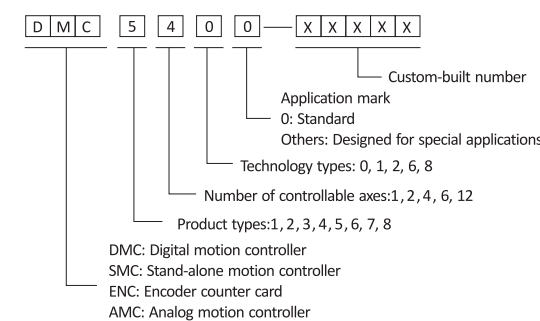 D M C 5 4 0 0 — X X X X X
Custom-built number
Application mark
0: Standard
Others: Designed for special applications
Technology types: 0, 1, 2, 6, 8
Number of controllable axes:1, 2, 4, 6, 12
Product types:1, 2, 3, 4, 5, 6, 7, 8
DMC: Digital motion controller
SMC: Stand-alone motion controller
ENC: Encoder counter card
AMC: Analog motion controller